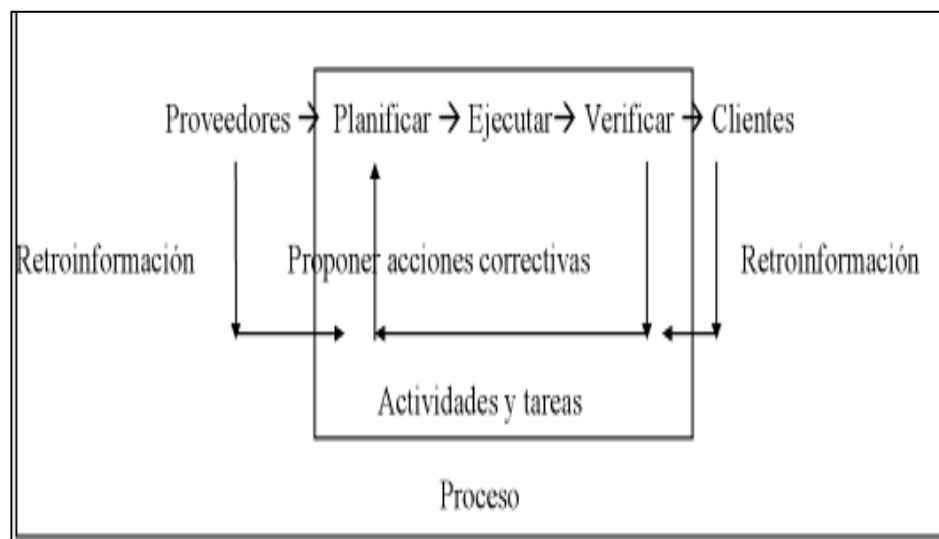 Proveedores → Planificar → Ejecutar→ Verificar → Clientes
Retroinformación Proponer acciones correctivas Retroinformación
Actividades y tareas
Proceso